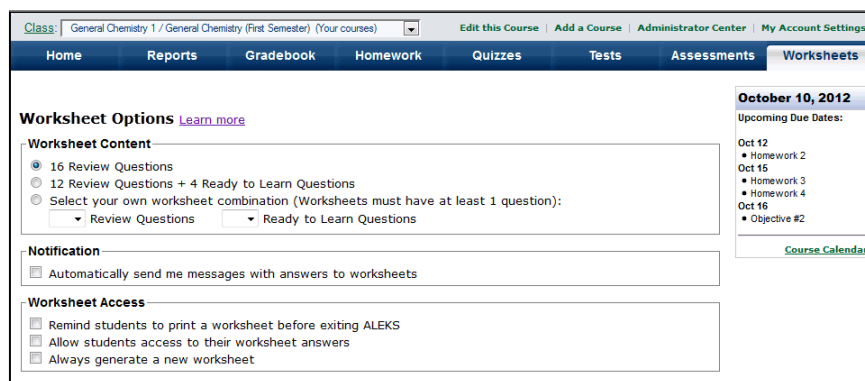 Class: General Chemistry 1 / General Chemistry (First Semester) (Your courses)
Edit this Course | Add a Course | Administrator Center | My Account Settings
Home Reports Gradebook Homework Quizzes Tests Assessments Worksheets
Worksheet Options Learn more
Worksheet Content
16 Review Questions
12 Review Questions + 4 Ready to Learn Questions
Select your own worksheet combination (Worksheets must have at least 1 question):
Review Questions Ready to Learn Questions
Notification
Automatically send me messages with answers to worksheets
Worksheet Access
Remind students to print a worksheet before exiting ALEKS
Allow students access to their worksheet answers
Always generate a new worksheet
October 10, 2012
Upcoming Due Dates:
Oct 12
• Homework 2
Oct 15
• Homework 3
• Homework 4
Oct 16
• Objective #2
Course Calendar